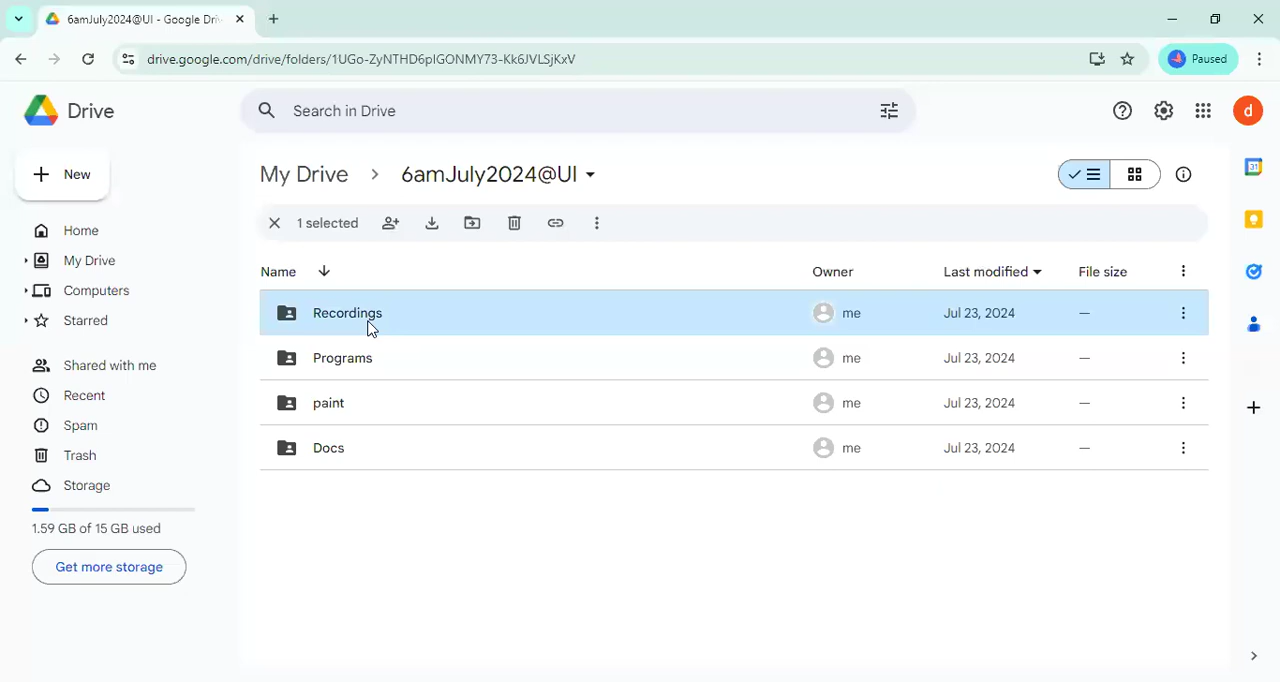 6amJuly2024@UI - Google Dri
drive.google.com/drive/folders/1UGo-ZyNTHD6pIGONMY73-Kk6JVLSjKxV
Paused
Drive
Search in Drive
d
New
My Drive > 6amJuly2024@UI
1 selected
Home
My Drive
Computers
Starred
Shared with me
Recent
Spam
Trash
Storage
1.59 GB of 15 GB used
Get more storage
Name Owner Last modified File size
Recordings me Jul 23, 2024 —
Programs me Jul 23, 2024 —
paint me Jul 23, 2024 —
Docs me Jul 23, 2024 —
31